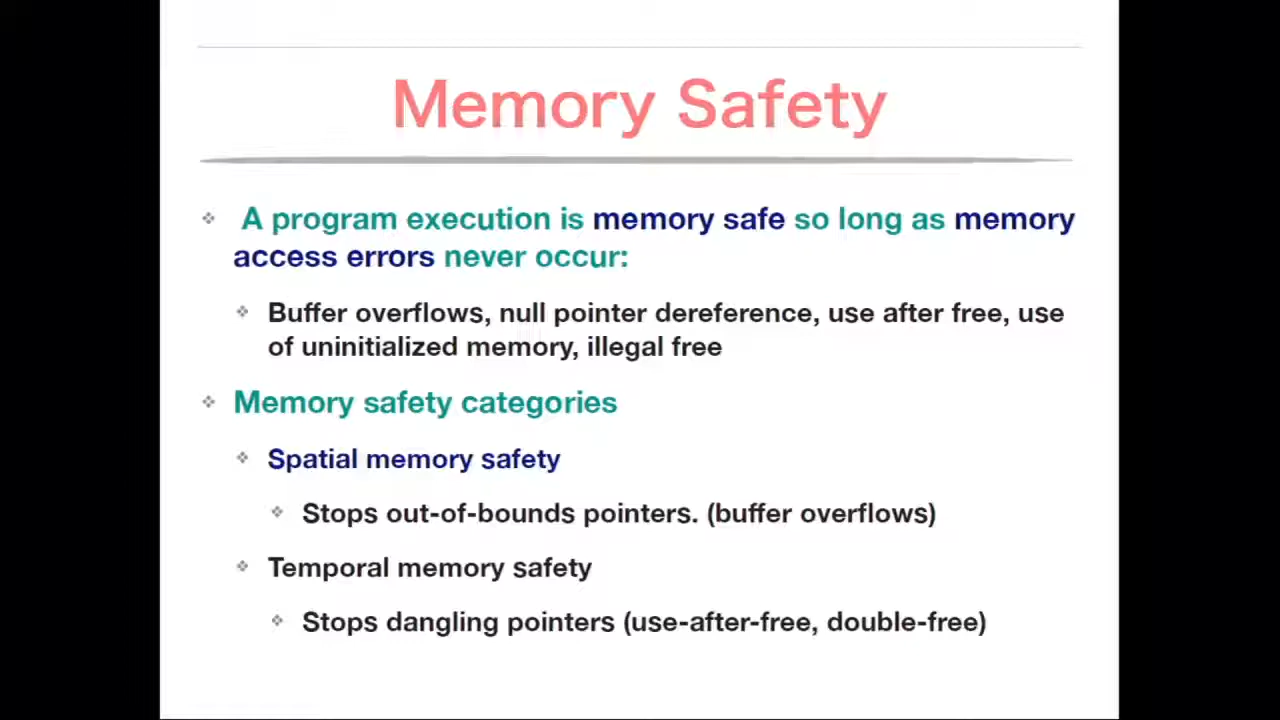 Memory Safety
A program execution is memory safe so long as memory
access errors never occur:
Buffer overflows, null pointer dereference, use after free, use
of uninitialized memory, illegal free
Memory safety categories
Spatial memory safety
Stops out-of-bounds pointers. (buffer overflows)
Temporal memory safety
Stops dangling pointers (use-after-free, double-free)